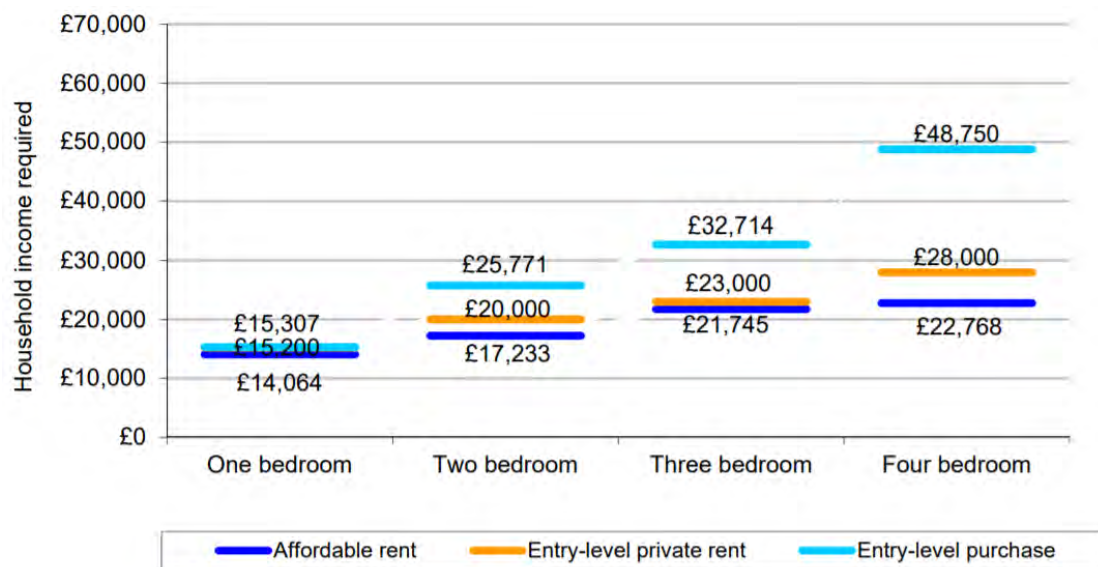 £70,000
£60,000
£50,000
£40,000
£30,000
£20,000
£10,000
£0
Household income required
£15,307
£15,200
£14,064
£25,771
£20,000
£17,233
£32,714
£23,000
£21,745
£48,750
£28,000
£22,768
One bedroom
Two bedroom
Three bedroom
Four bedroom
Affordable rent
Entry-level private rent
Entry-level purchase